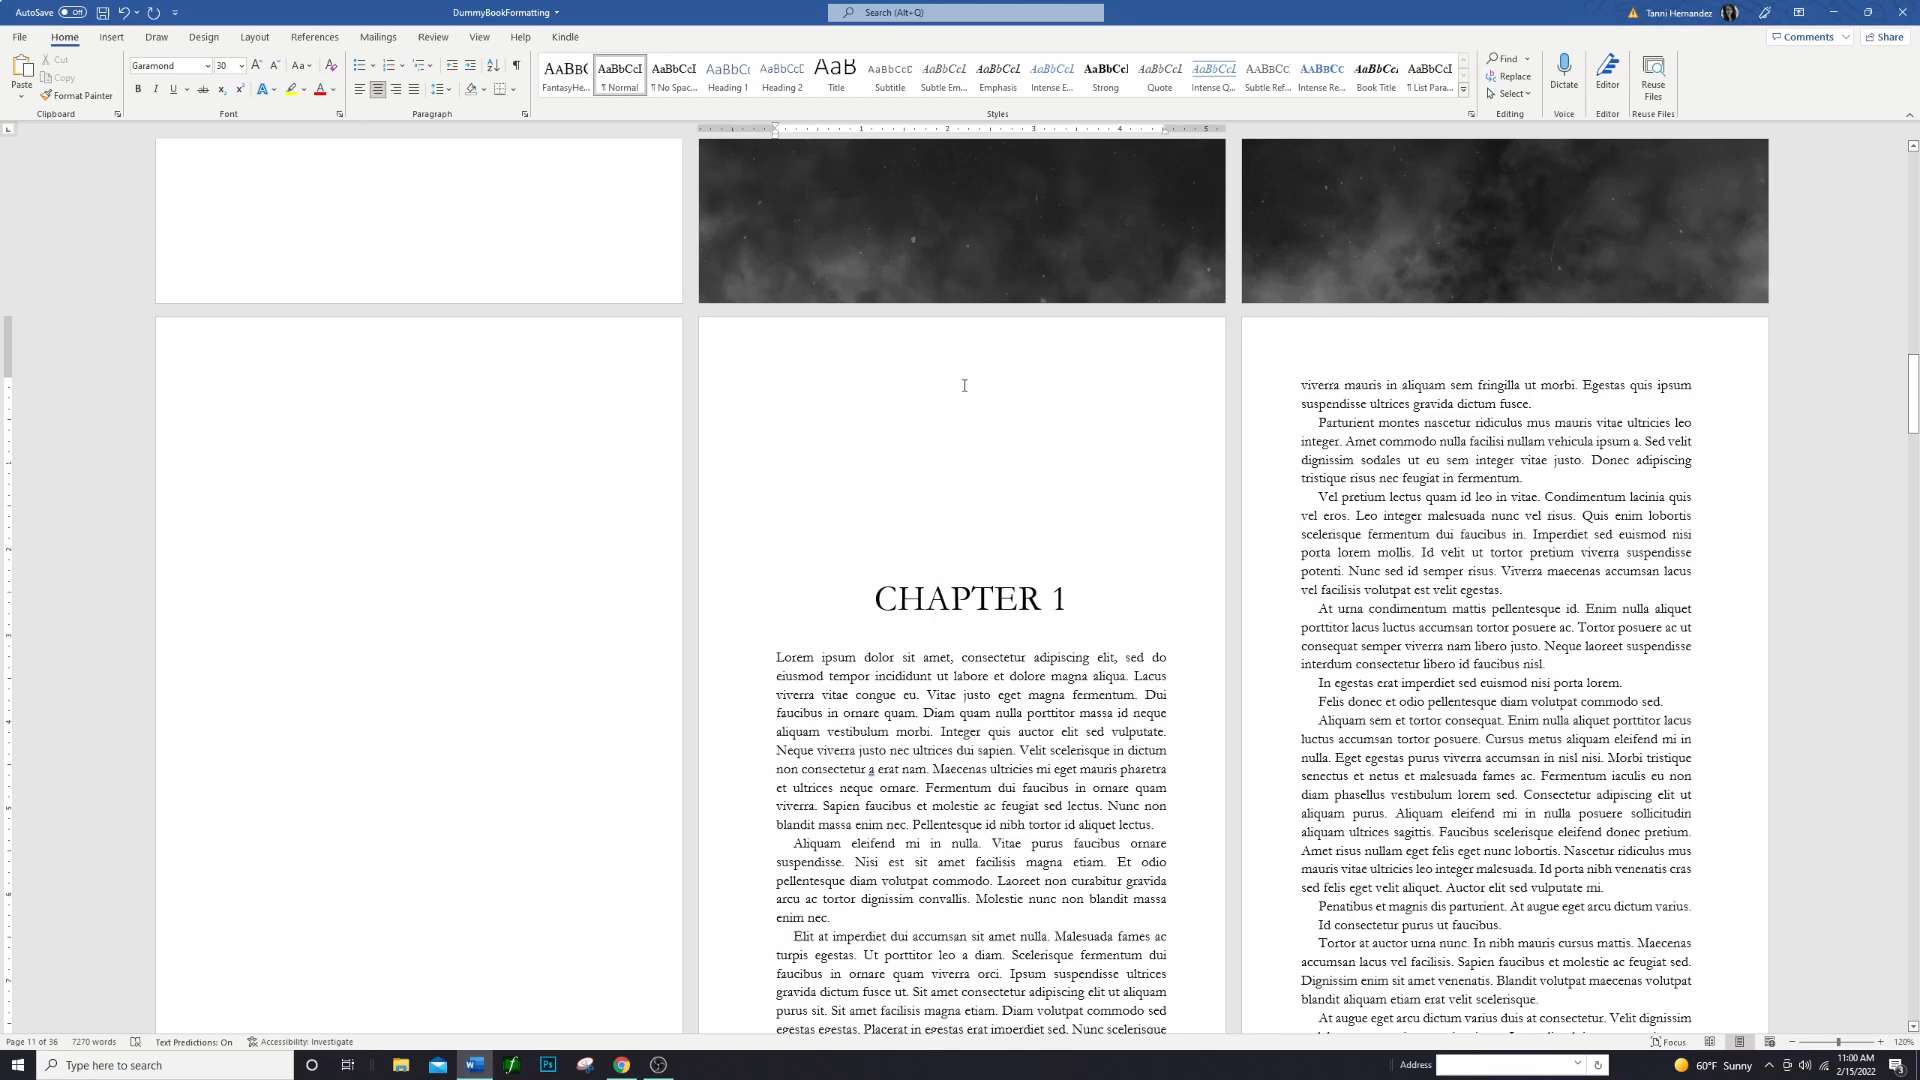 AutoSave Off
DummyBookFormatting
Search (Alt+Q)
Tanni Hernandez
File Home Insert Draw Design Layout References Mailings Review View Help Kindle
Comments
Share
Paste
Cut
Copy
Format Painter
Clipboard
Garamond 30
Font
Paragraph
AaBbC AaBbCcI AaBbCcI AaBbCc AaBbCcD AaB AaBbCcD AaBbCcI AaBbCcI AaBbCcI AaBbCcI AaBbCcI AaBbCcI AaBbCc AaBbCc AaBbCc AaBbCcI
FantasyHe... ¶ Normal ¶ No Spac... Heading 1 Heading 2 Title Subtitle Subtle Em... Emphasis Intense E... Strong Quote Intense Q... Subtle Ref... Intense Re... Book Title ¶ List Para...
Styles
Find
Replace
Select
Editing
Dictate
Voice
Editor
Editor
Reuse
Files
Reuse Files
1 2 3 4 5
CHAPTER 1
Lorem ipsum dolor sit amet, consectetur adipiscing elit, sed do
eiusmod tempor incididunt ut labore et dolore magna aliqua. Lacus
viverra vitae congue eu. Vitae justo eget magna fermentum. Dui
faucibus in ornare quam. Diam quam nulla porttitor massa id neque
aliquam vestibulum morbi. Integer quis auctor elit sed vulputate.
Neque viverra justo nec ultrices dui sapien. Velit scelerisque in dictum
non consectetur a erat nam. Maecenas ultricies mi eget mauris pharetra
et ultrices neque ornare. Fermentum dui faucibus in ornare quam
viverra. Sapien faucibus et molestie ac feugiat sed lectus. Nunc non
blandit massa enim nec. Pellentesque id nibh tortor id aliquet lectus.
Aliquam eleifend mi in nulla. Vitae purus faucibus ornare
suspendisse. Nisi est sit amet facilisis magna etiam. Et odio
pellentesque diam volutpat commodo. Laoreet non curabitur gravida
arcu ac tortor dignissim convallis. Molestie nunc non blandit massa
enim nec.
Elit at imperdiet dui accumsan sit amet nulla. Malesuada fames ac
turpis egestas. Ut porttitor leo a diam. Scelerisque fermentum dui
faucibus in ornare quam viverra orci. Ipsum suspendisse ultrices
gravida dictum fusce ut. Sit amet consectetur adipiscing elit ut aliquam
purus sit. Sit amet facilisis magna etiam. Diam volutpat commodo sed
egestas egestas. Placerat in egestas erat imperdiet sed. Nunc scelerisque
viverra mauris in aliquam sem fringilla ut morbi. Egestas quis ipsum
suspendisse ultrices gravida dictum fusce.
Parturient montes nascetur ridiculus mus mauris vitae ultricies leo
integer. Amet commodo nulla facilisi nullam vehicula ipsum a. Sed velit
dignissim sodales ut eu sem integer vitae justo. Donec adipiscing
tristique risus nec feugiat in fermentum.
Vel pretium lectus quam id leo in vitae. Condimentum lacinia quis
vel eros. Leo integer malesuada nunc vel risus. Quis enim lobortis
scelerisque fermentum dui faucibus in. Imperdiet sed euismod nisi
porta lorem mollis. Id velit ut tortor pretium viverra suspendisse
potenti. Nunc sed id semper risus. Viverra maecenas accumsan lacus
vel facilisis volutpat est velit egestas.
At urna condimentum mattis pellentesque id. Enim nulla aliquet
porttitor lacus luctus accumsan tortor posuere ac. Tortor posuere ac ut
consequat semper viverra nam libero justo. Neque laoreet suspendisse
interdum consectetur libero id faucibus nisl.
In egestas erat imperdiet sed euismod nisi porta lorem.
Felis donec et odio pellentesque diam volutpat commodo sed.
Aliquam sem et tortor consequat. Enim nulla aliquet porttitor lacus
luctus accumsan tortor posuere. Cursus metus aliquam eleifend mi in
nulla. Eget egestas purus viverra accumsan in nisl nisi. Morbi tristique
senectus et netus et malesuada fames ac. Fermentum iaculis eu non
diam phasellus vestibulum lorem sed. Consectetur adipiscing elit ut
aliquam purus. Aliquam eleifend mi in nulla posuere sollicitudin
aliquam ultrices sagittis. Faucibus scelerisque eleifend donec pretium.
Amet risus nullam eget felis eget nunc lobortis. Nascetur ridiculus mus
mauris vitae ultricies leo integer malesuada. Id porta nibh venenatis cras
sed felis eget velit aliquet. Auctor elit sed vulputate mi.
Penatibus et magnis dis parturient. At augue eget arcu dictum varius.
Id consectetur purus ut faucibus.
Tortor at auctor urna nunc. In nibh mauris cursus mattis. Maecenas
accumsan lacus vel facilisis. Sapien faucibus et molestie ac feugiat sed.
Dignissim enim sit amet venenatis. Blandit volutpat maecenas volutpat
blandit aliquam etiam erat velit scelerisque.
At augue eget arcu dictum varius duis at consectetur. Velit dignissim
Page 11 of 36 7270 words Text Predictions: On Accessibility: Investigate
Focus
120%
Type here to search
Address
60°F Sunny
11:00 AM
2/15/2022